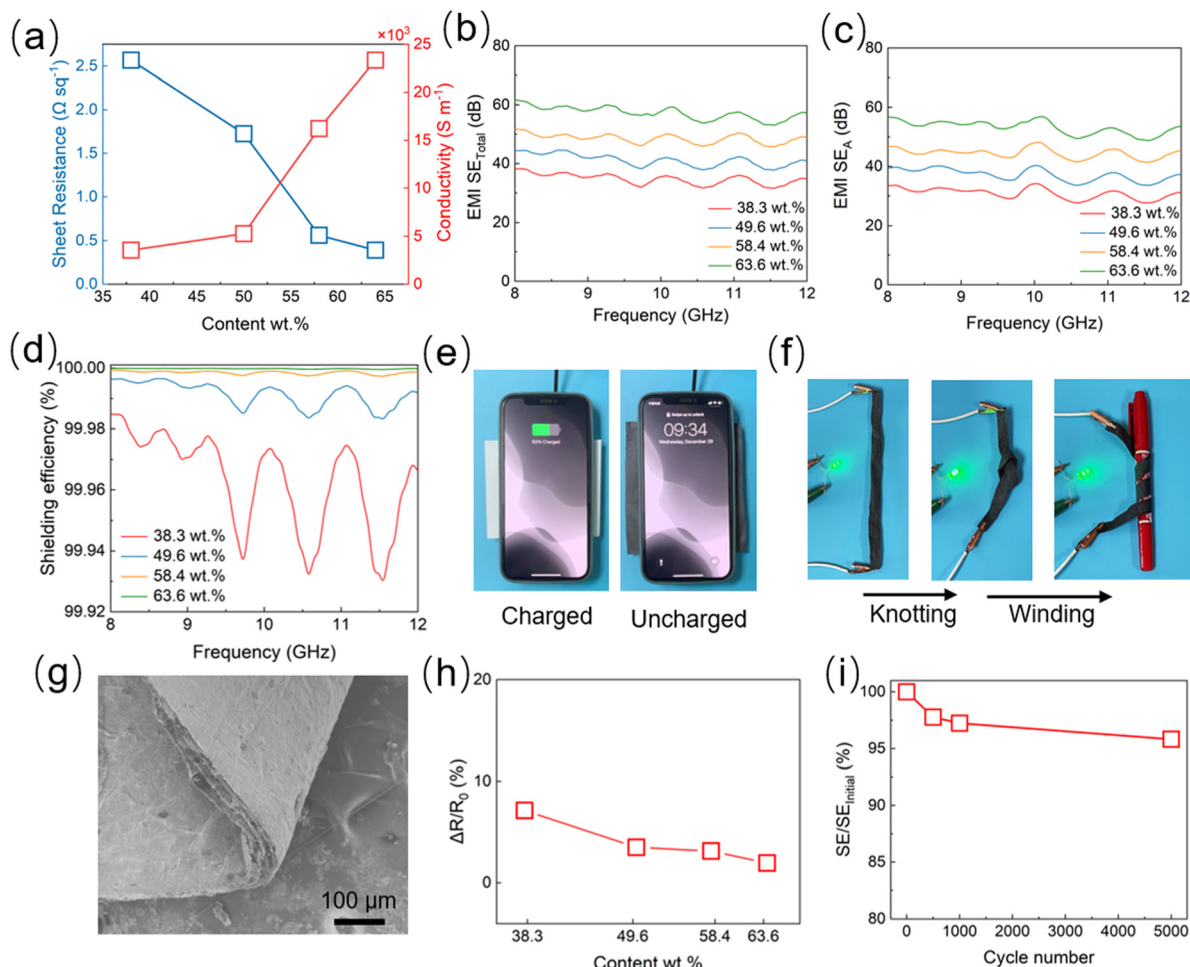 (a)
×10³
2.5
2.0
1.5
1.0
0.5
0.0
Sheet Resistance (Ω sq⁻¹)
25
20
15
10
5
0
Conductivity (S m⁻¹)
35 40 45 50 55 60 65
Content wt.%
(b)
80
60
40
20
0
EMI SE_Total (dB)
38.3 wt.%
49.6 wt.%
58.4 wt.%
63.6 wt.%
8 9 10 11 12
Frequency (GHz)
(c)
80
60
40
20
0
EMI SE_A (dB)
38.3 wt.%
49.6 wt.%
58.4 wt.%
63.6 wt.%
8 9 10 11 12
Frequency (GHz)
(d)
100.00
99.98
99.96
99.94
99.92
Shielding efficiency (%)
38.3 wt.%
49.6 wt.%
58.4 wt.%
63.6 wt.%
8 9 10 11 12
Frequency (GHz)
(e)
Swipe up to unlock
09:34
Wednesday, December 29
Charged
Uncharged
(f)
Knotting
Winding
(g)
100 µm
(h)
20
10
0
ΔR/R₀ (%)
38.3 49.6 58.4 63.6
Content wt.%
(i)
100
95
90
85
80
SE/SE_Initial (%)
0 1000 2000 3000 4000 5000
Cycle number